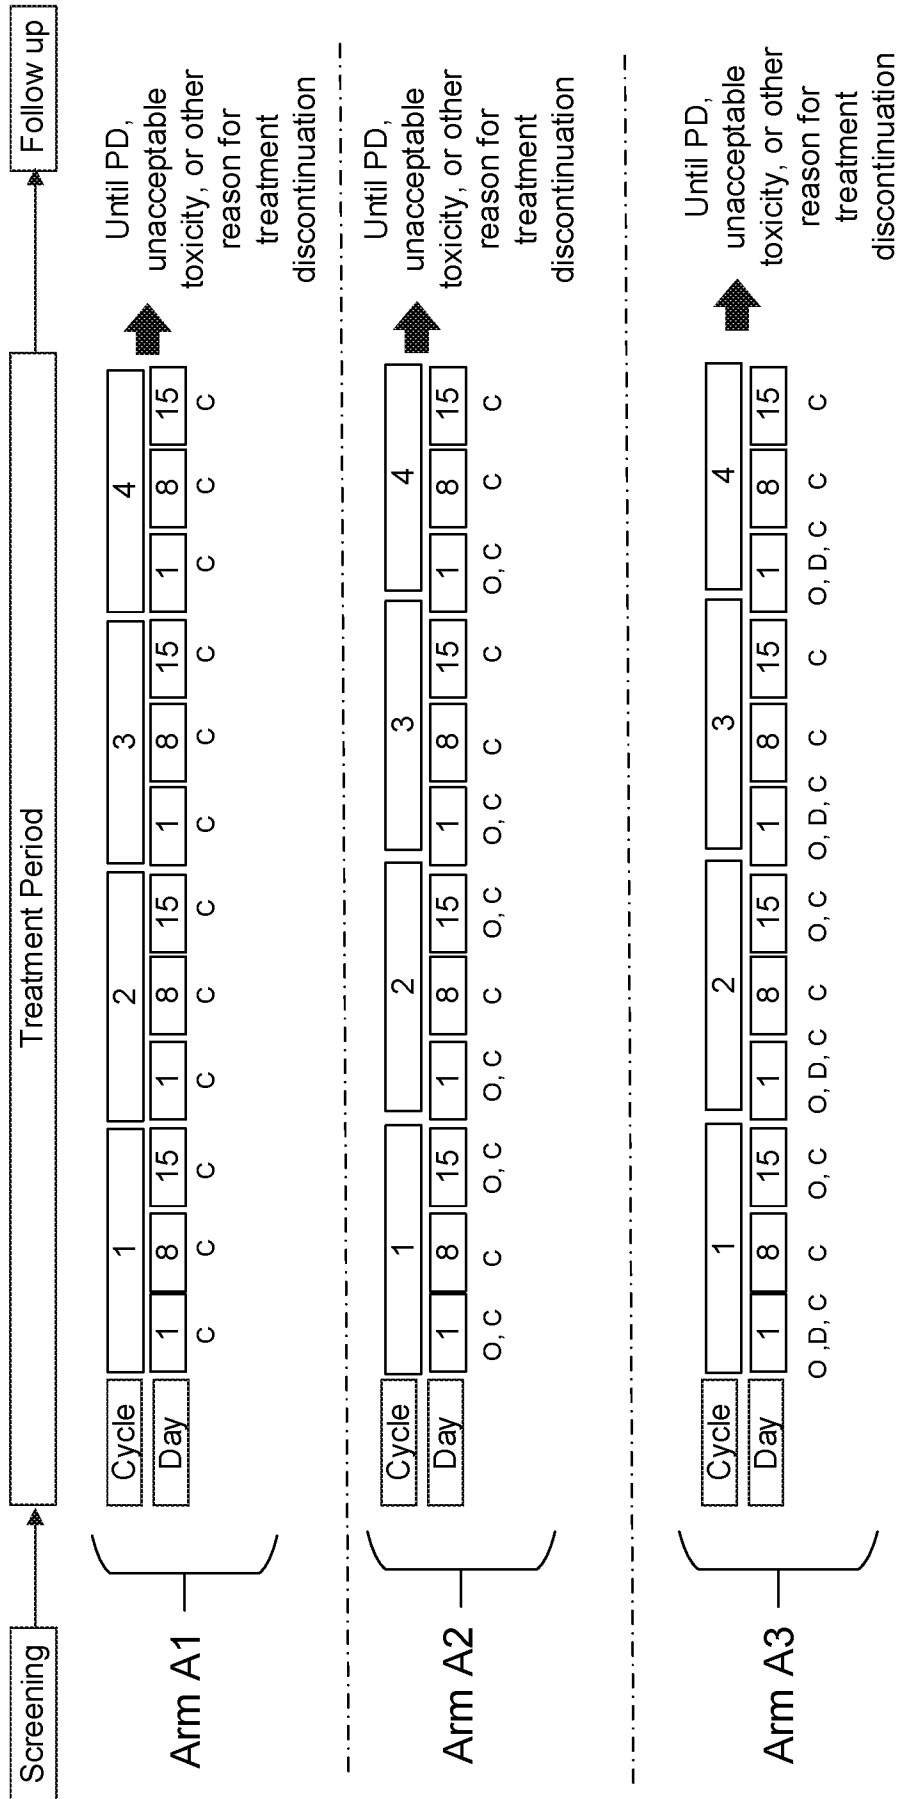 Screening
Treatment Period
Follow up
Arm A1
Cycle 1 2 3 4
Day 1 8 15 1 8 15 1 8 15 1 8 15
C C C C C C C C C C C C
Until PD,
unacceptable
toxicity, or other
reason for
treatment
discontinuation
Arm A2
Cycle 1 2 3 4
Day 1 8 15 1 8 15 1 8 15 1 8 15
O, C C O, C O, C C O, C O, C C C O, C C C
Until PD,
unacceptable
toxicity, or other
reason for
treatment
discontinuation
Arm A3
Cycle 1 2 3 4
Day 1 8 15 1 8 15 1 8 15 1 8 15
O ,D, C C O, C O, D, C C O, C O, D, C C C O, D, C C C
Until PD,
unacceptable
toxicity, or other
reason for
treatment
discontinuation